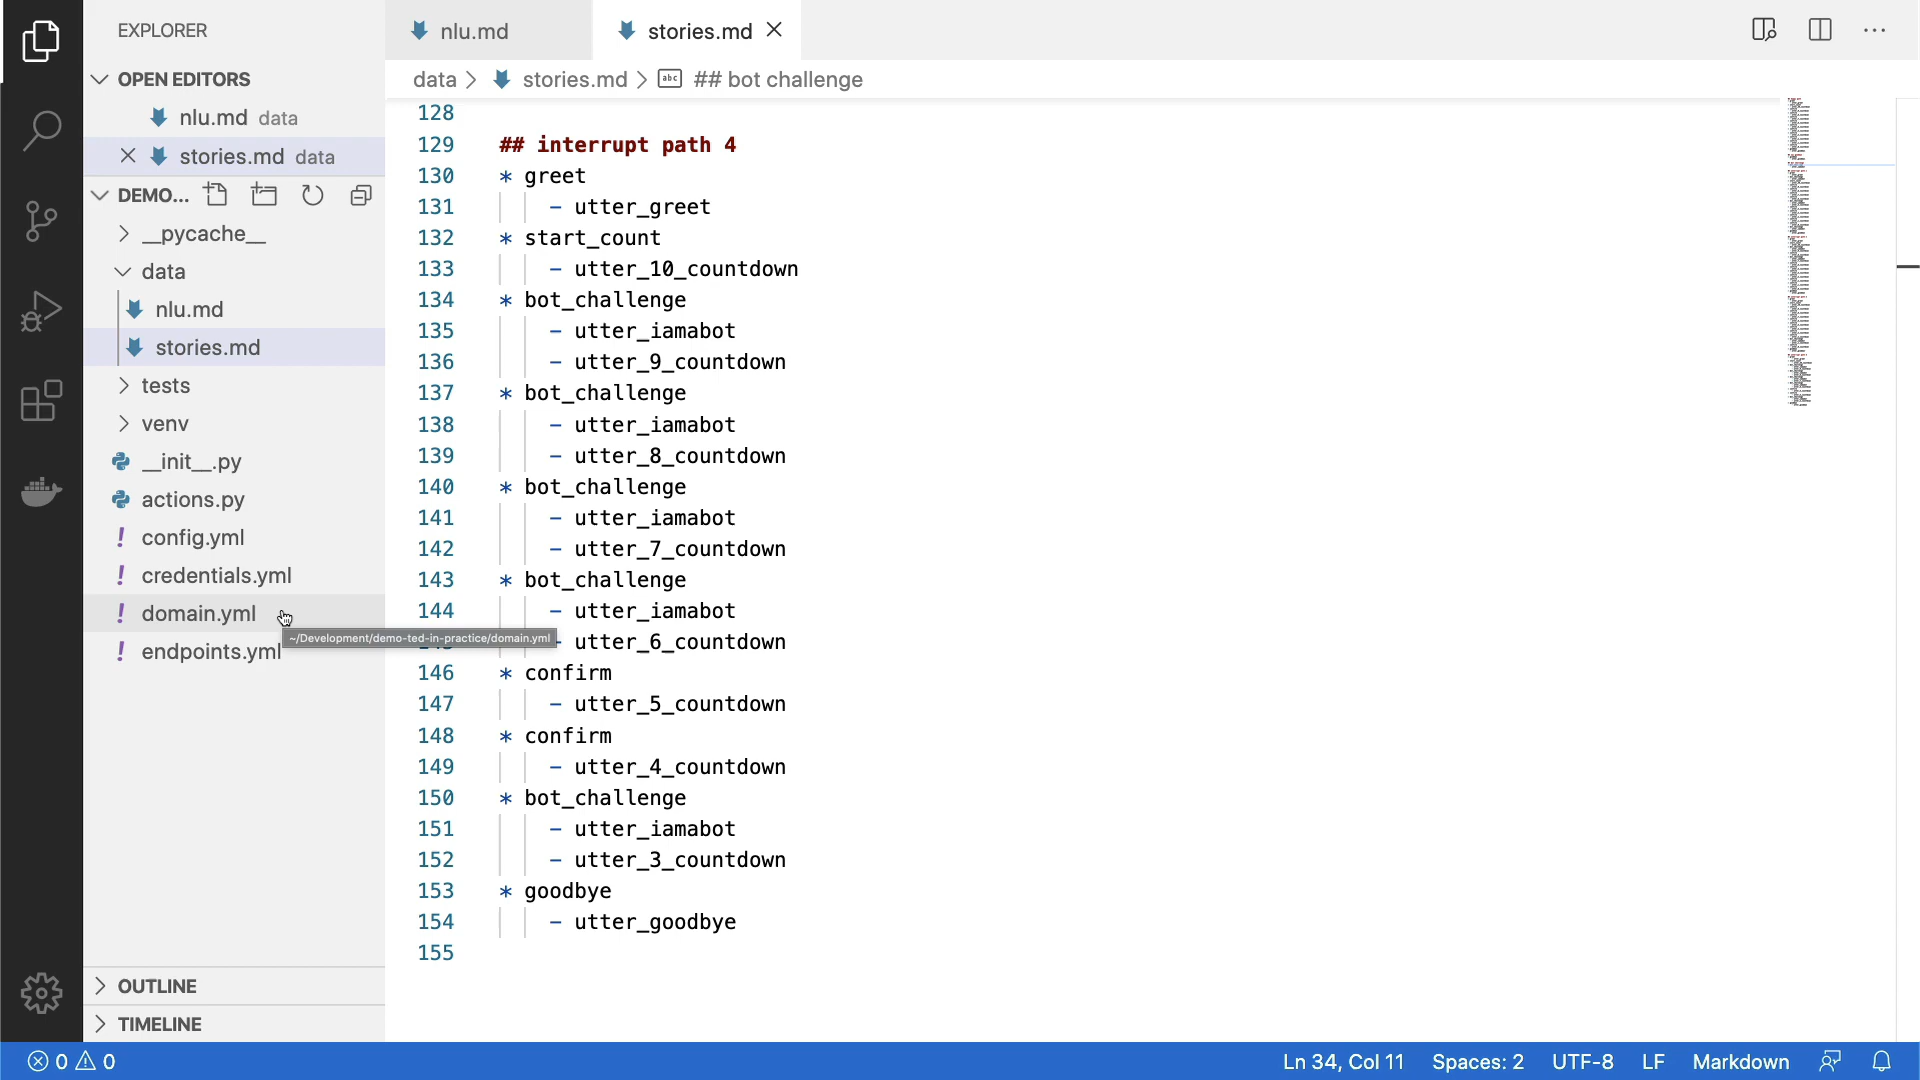 EXPLORER
OPEN EDITORS
nlu.md data
stories.md data
DEMO...
__pycache__
data
nlu.md
stories.md
tests
venv
__init__.py
actions.py
config.yml
credentials.yml
domain.yml
endpoints.yml
~/Development/demo-ted-in-practice/domain.yml
OUTLINE
TIMELINE
nlu.md
stories.md
data > stories.md > abc ## bot challenge
128
129 ## interrupt path 4
130 * greet
131 - utter_greet
132 * start_count
133 - utter_10_countdown
134 * bot_challenge
135 - utter_iamabot
136 - utter_9_countdown
137 * bot_challenge
138 - utter_iamabot
139 - utter_8_countdown
140 * bot_challenge
141 - utter_iamabot
142 - utter_7_countdown
143 * bot_challenge
144 - utter_iamabot
145 - utter_6_countdown
146 * confirm
147 - utter_5_countdown
148 * confirm
149 - utter_4_countdown
150 * bot_challenge
151 - utter_iamabot
152 - utter_3_countdown
153 * goodbye
154 - utter_goodbye
155
0 0
Ln 34, Col 11 Spaces: 2 UTF-8 LF Markdown